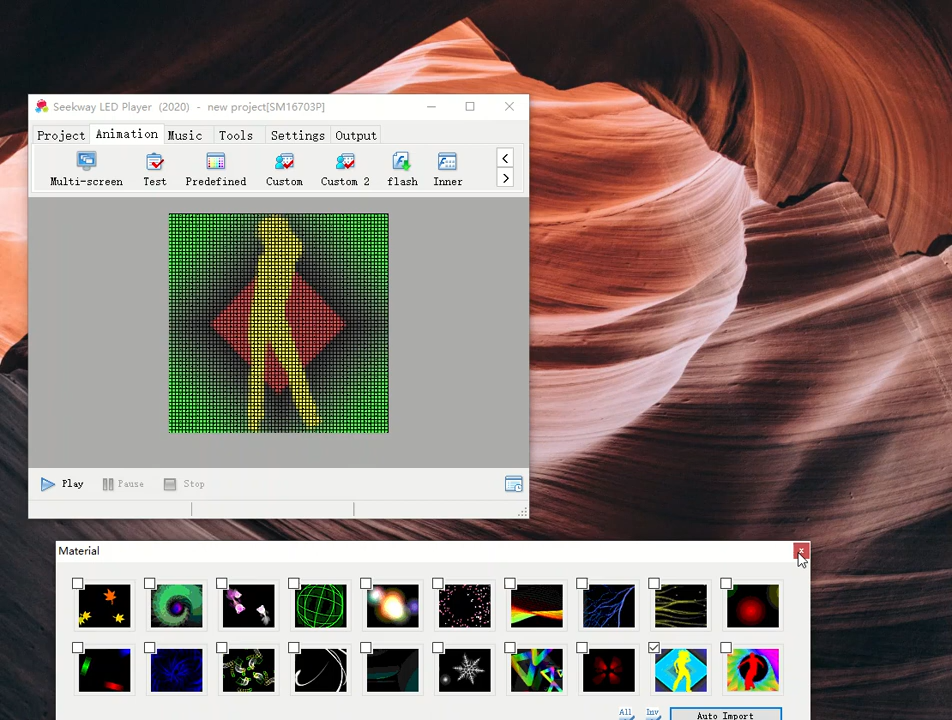 Seekway LED Player (2020) - new project[SM16703P]
Project Animation Music Tools Settings Output
Multi-screen Test Predefined Custom Custom 2 flash Inner
Play Pause Stop
Material
All Inv Auto Import